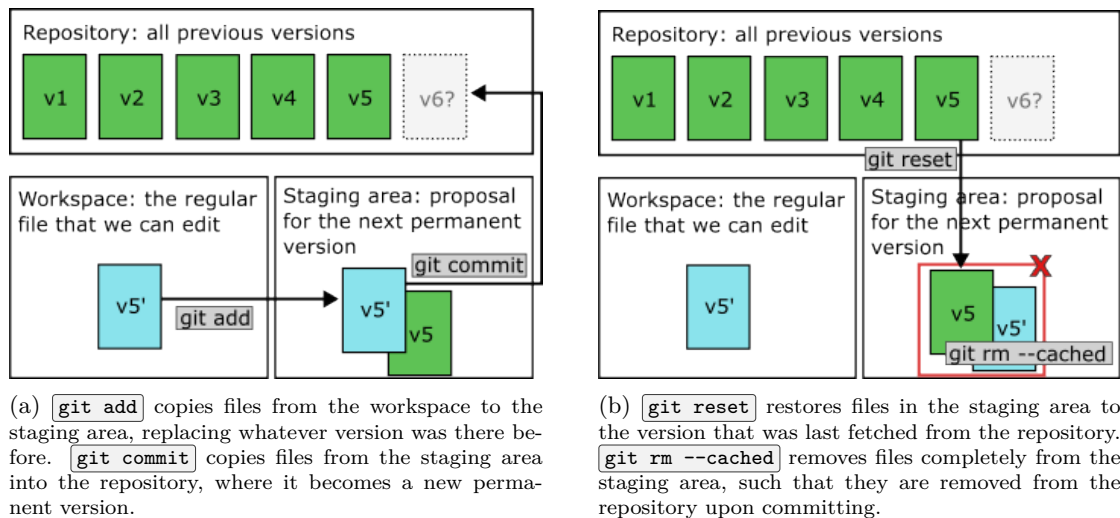 Repository: all previous versions
v1 v2 v3 v4 v5 v6?
Workspace: the regular
file that we can edit
Staging area: proposal
for the next permanent
version
git commit
v5'
git add
v5'
v5
(a) git add copies files from the workspace to the
staging area, replacing whatever version was there be-
fore. git commit copies files from the staging area
into the repository, where it becomes a new perma-
nent version.
Repository: all previous versions
v1 v2 v3 v4 v5 v6?
git reset
Workspace: the regular
file that we can edit
Staging area: proposal
for the next permanent
version
X
v5'
v5
v5'
git rm --cached
(b) git reset restores files in the staging area to
the version that was last fetched from the repository.
git rm --cached removes files completely from the
staging area, such that they are removed from the
repository upon committing.